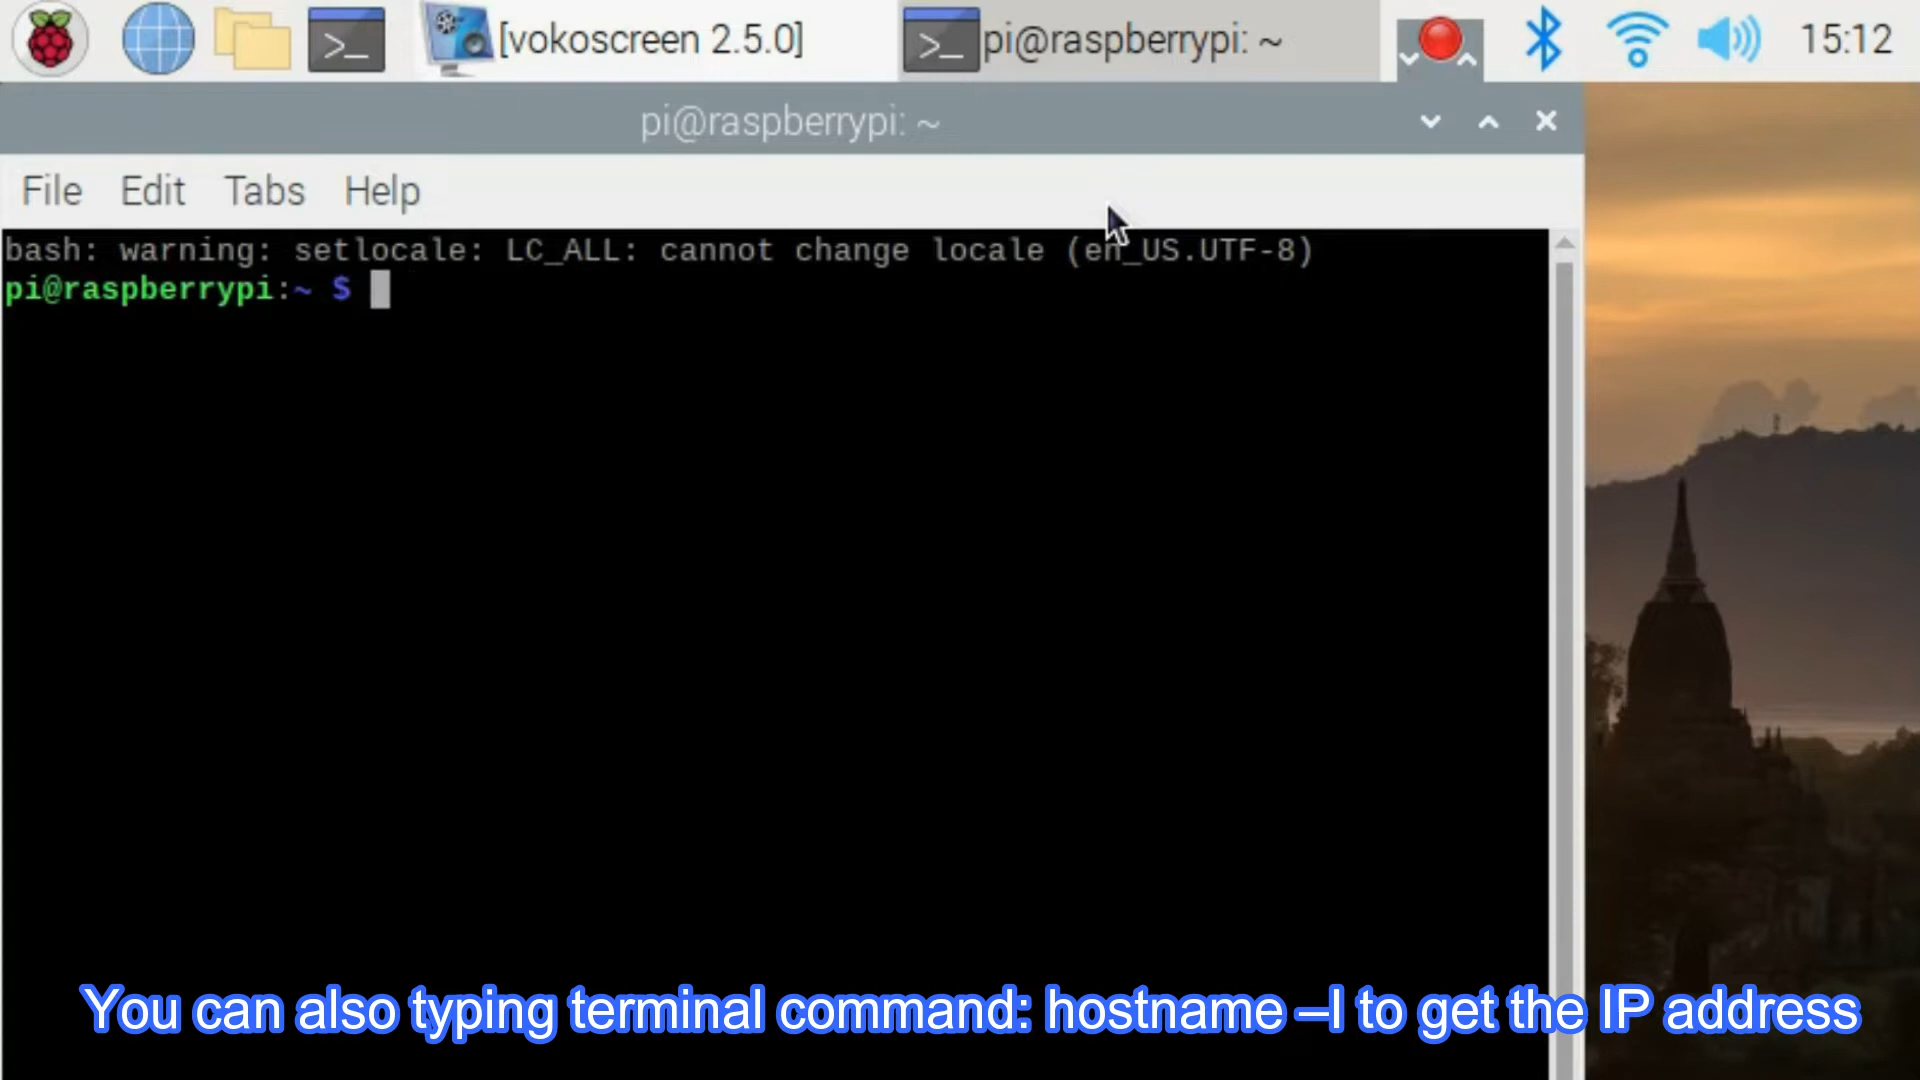 [vokoscreen 2.5.0] pi@raspberrypi: ~ 15:12
pi@raspberrypi: ~
File Edit Tabs Help
bash: warning: setlocale: LC_ALL: cannot change locale (en_US.UTF-8)
pi@raspberrypi:~ $
You can also typing terminal command: hostname –I to get the IP address